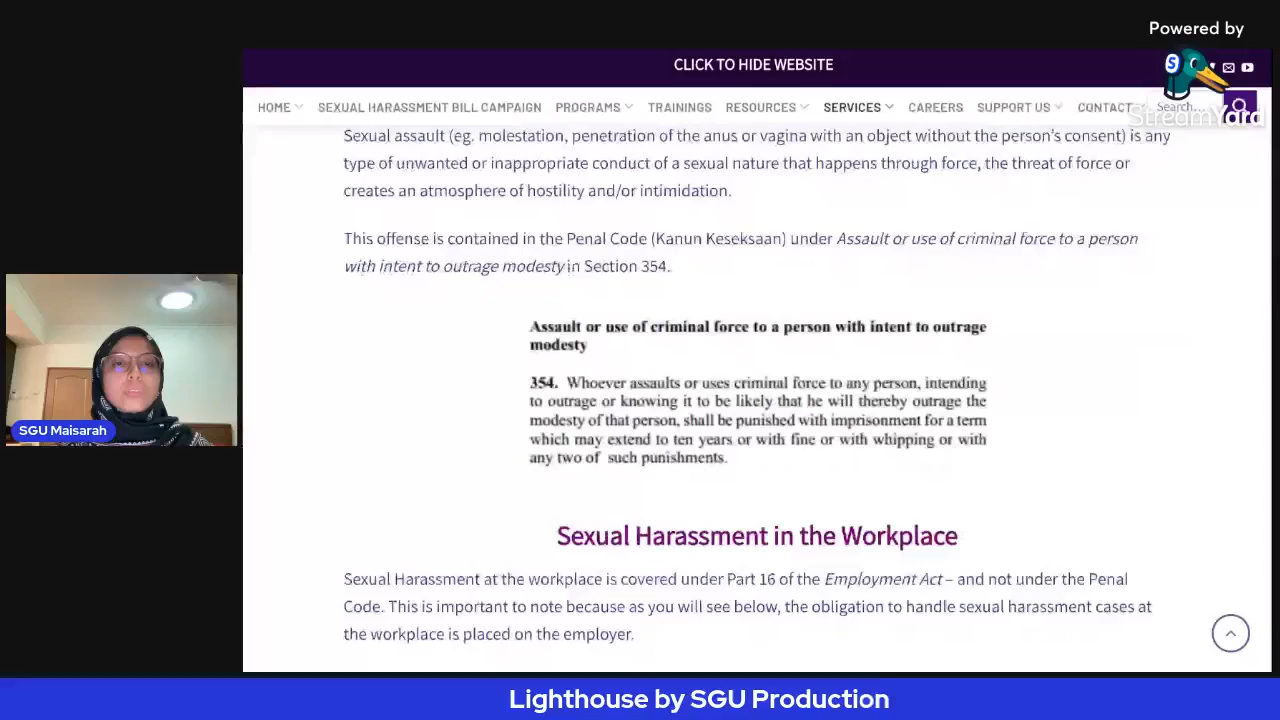 Powered by
StreamYard
CLICK TO HIDE WEBSITE
HOME SEXUAL HARASSMENT BILL CAMPAIGN PROGRAMS TRAININGS RESOURCES SERVICES CAREERS SUPPORT US CONTACT Search...
Sexual assault (eg. molestation, penetration of the anus or vagina with an object without the person's consent) is any
type of unwanted or inappropriate conduct of a sexual nature that happens through force, the threat of force or
creates an atmosphere of hostility and/or intimidation.
This offense is contained in the Penal Code (Kanun Keseksaan) under Assault or use of criminal force to a person
with intent to outrage modesty in Section 354.
Assault or use of criminal force to a person with intent to outrage
modesty
354. Whoever assaults or uses criminal force to any person, intending
to outrage or knowing it to be likely that he will thereby outrage the
modesty of that person, shall be punished with imprisonment for a term
which may extend to ten years or with fine or with whipping or with
any two of such punishments.
SGU Maisarah
Sexual Harassment in the Workplace
Sexual Harassment at the workplace is covered under Part 16 of the Employment Act – and not under the Penal
Code. This is important to note because as you will see below, the obligation to handle sexual harassment cases at
the workplace is placed on the employer.
Lighthouse by SGU Production